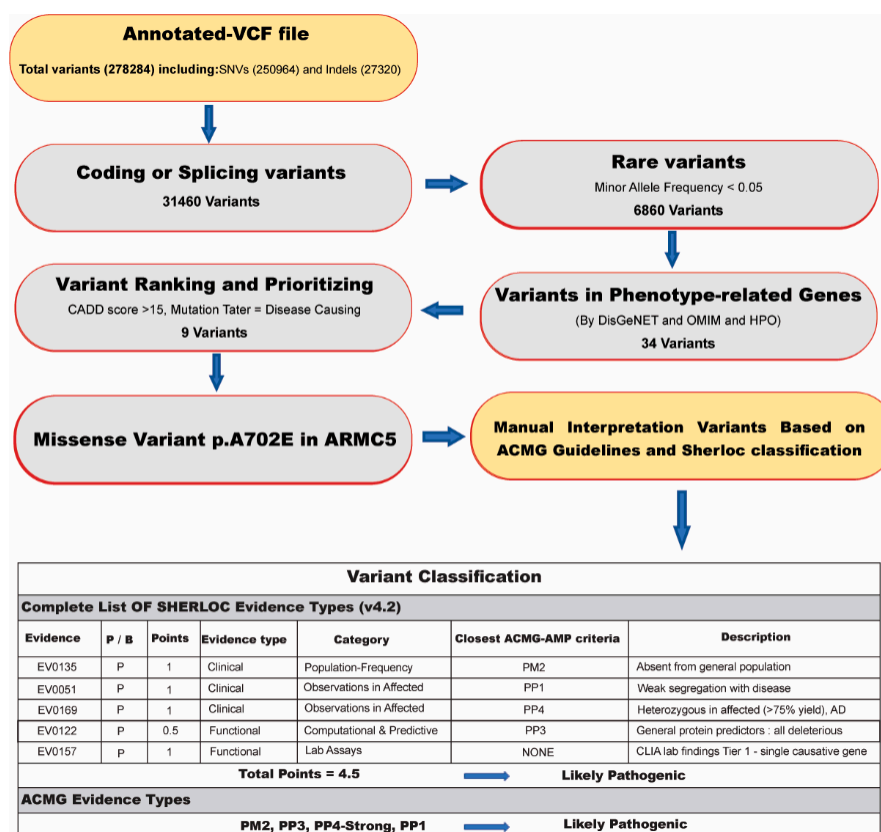 Annotated-VCF file
Total variants (278284) including:SNVs (250964) and Indels (27320)
Coding or Splicing variants
31460 Variants
Rare variants
Minor Allele Frequency < 0.05
6860 Variants
Variants in Phenotype-related Genes
(By DisGeNET and OMIM and HPO)
34 Variants
Variant Ranking and Prioritizing
CADD score >15, Mutation Tater = Disease Causing
9 Variants
Missense Variant p.A702E in ARMC5
Manual Interpretation Variants Based on
ACMG Guidelines and Sherloc classification
Variant Classification
Complete List OF SHERLOC Evidence Types (v4.2)
Evidence P / B Points Evidence type Category Closest ACMG-AMP criteria Description
EV0135 P 1 Clinical Population-Frequency PM2 Absent from general population
EV0051 P 1 Clinical Observations in Affected PP1 Weak segregation with disease
EV0169 P 1 Clinical Observations in Affected PP4 Heterozygous in affected (>75% yield), AD
EV0122 P 0.5 Functional Computational & Predictive PP3 General protein predictors : all deleterious
EV0157 P 1 Functional Lab Assays NONE CLIA lab findings Tier 1 - single causative gene
Total Points = 4.5 Likely Pathogenic
ACMG Evidence Types
PM2, PP3, PP4-Strong, PP1 Likely Pathogenic